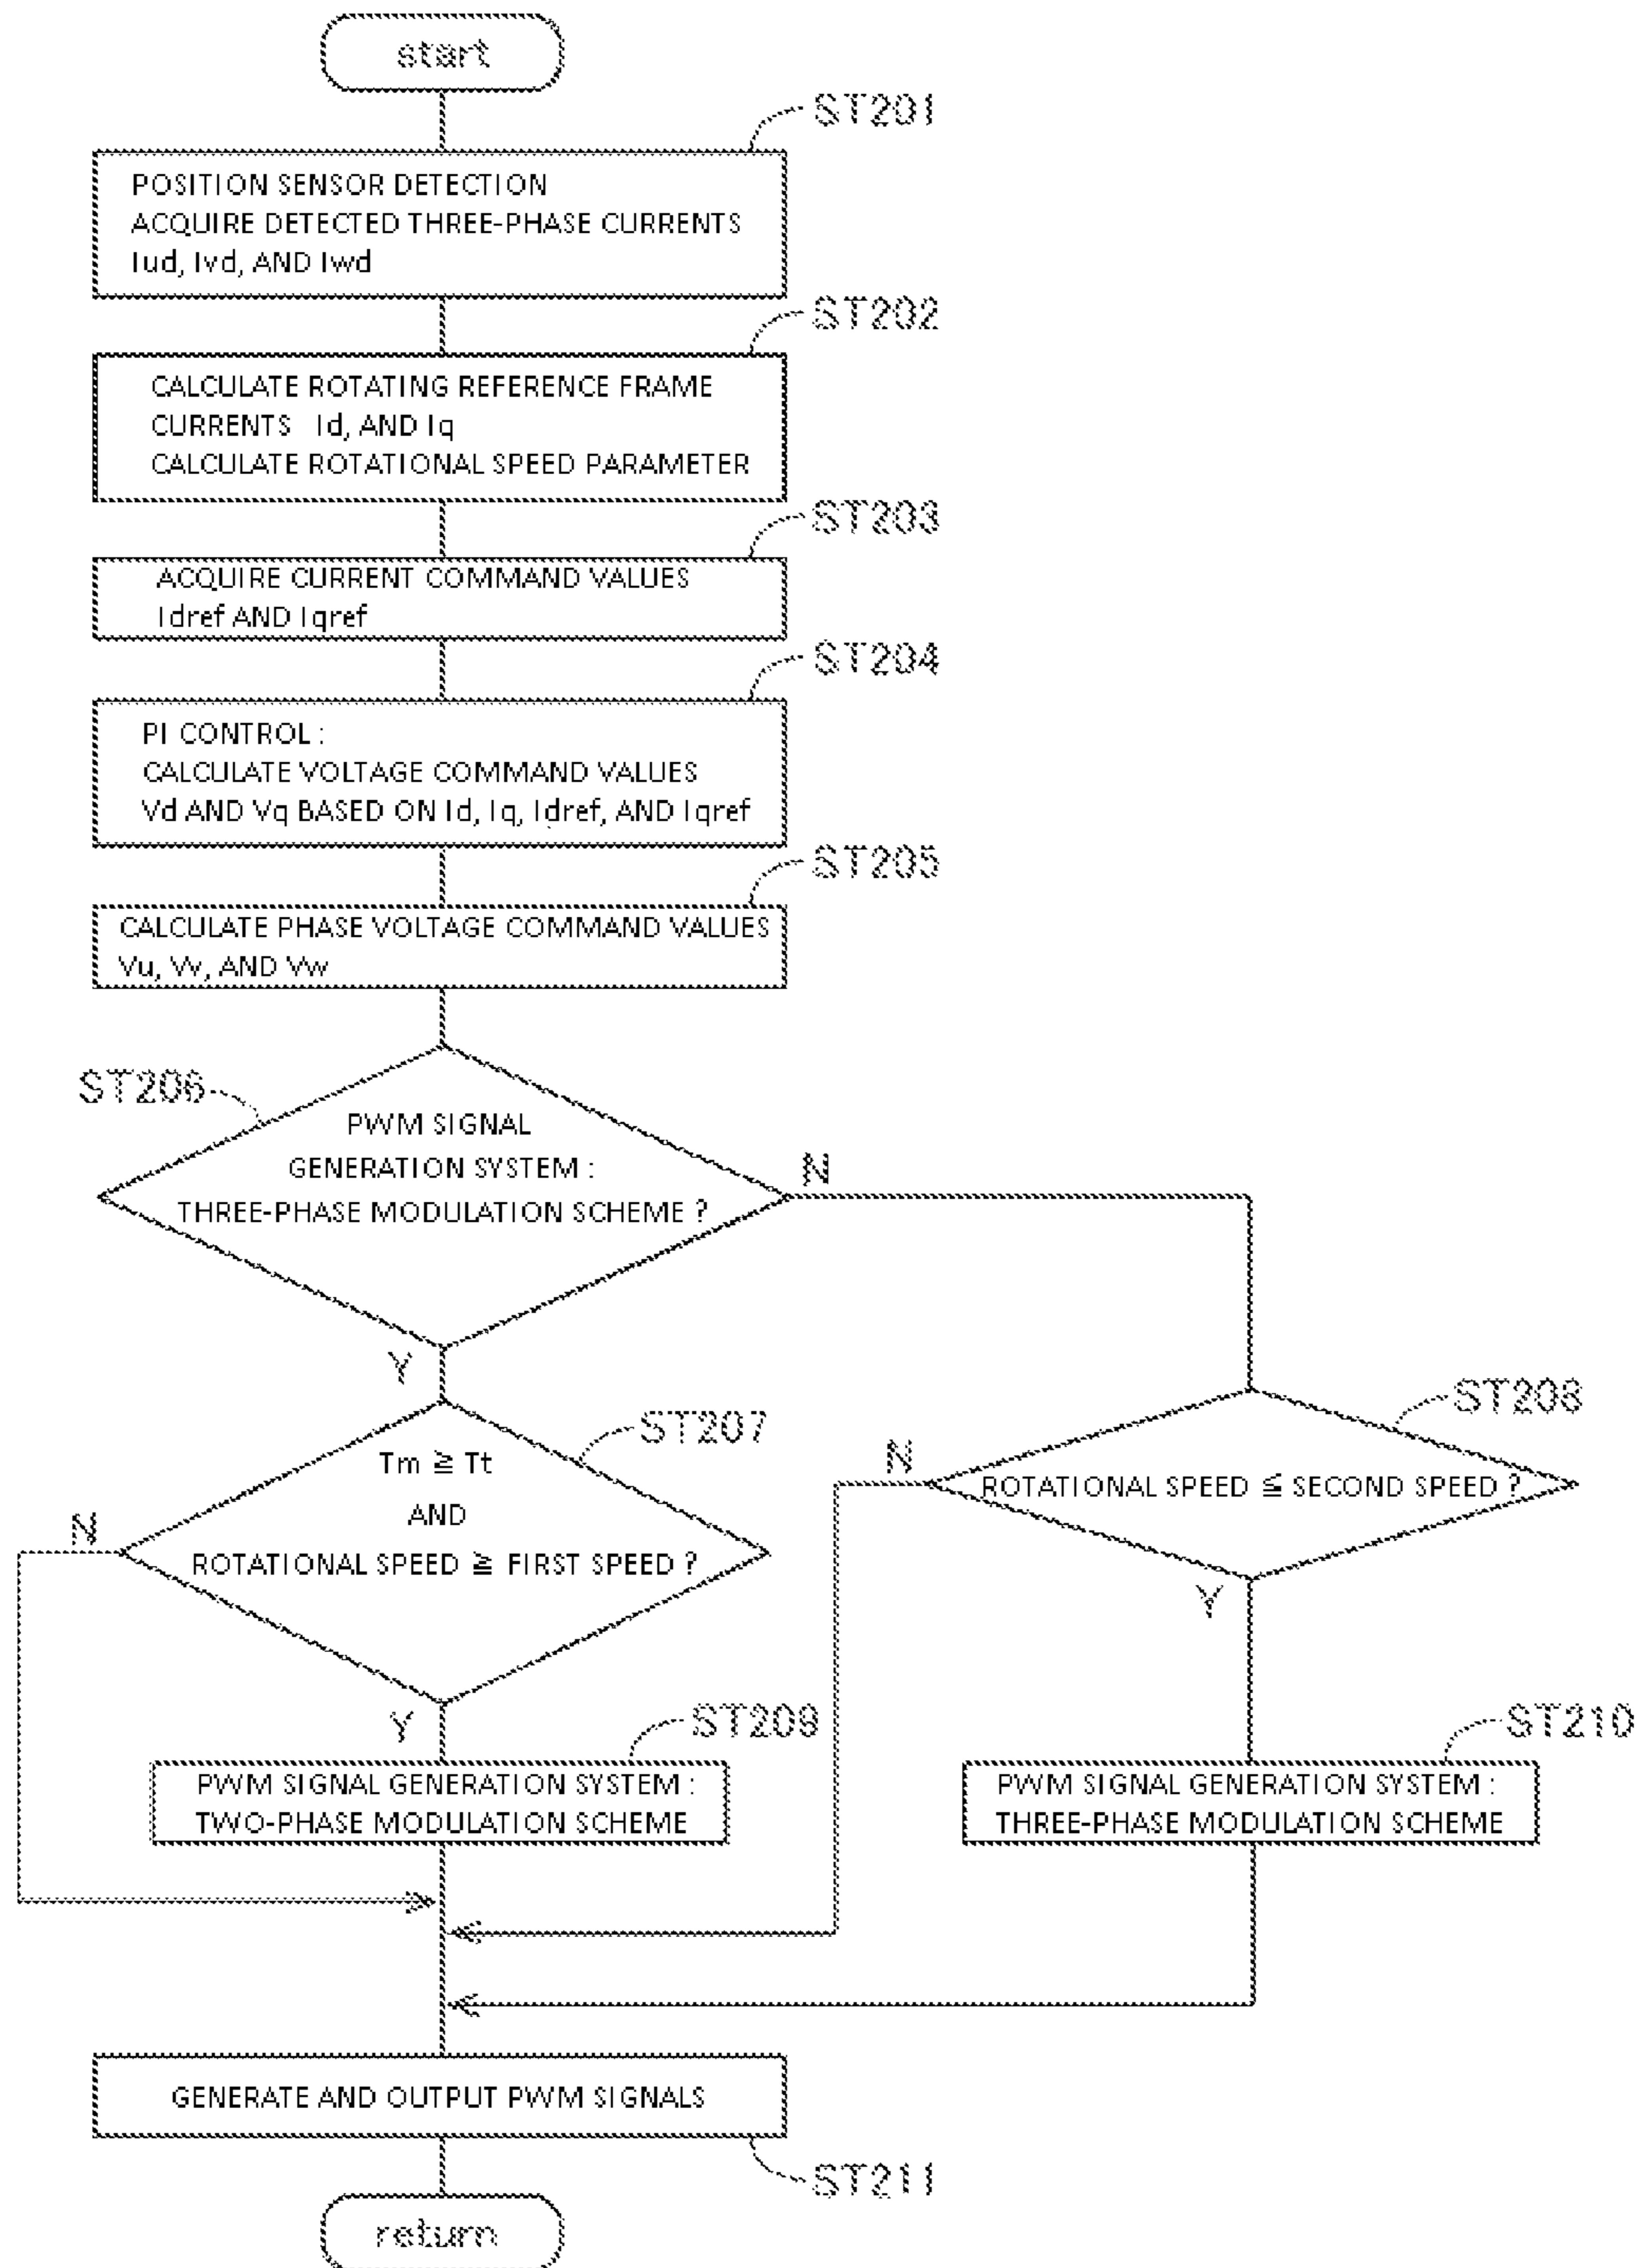 start
ST201
POSITION SENSOR DETECTION
ACQUIRE DETECTED THREE-PHASE CURRENTS
Iud, Ivd, AND Iwd
ST202
CALCULATE ROTATING REFERENCE FRAME
CURRENTS Id, AND Iq
CALCULATE ROTATIONAL SPEED PARAMETER
ST203
ACQUIRE CURRENT COMMAND VALUES
Idref AND Iqref
ST204
PI CONTROL :
CALCULATE VOLTAGE COMMAND VALUES
Vd AND Vq BASED ON Id, Iq, Idref, AND Iqref
ST205
CALCULATE PHASE VOLTAGE COMMAND VALUES
Vu, Vv, AND Vw
ST206
PWM SIGNAL
GENERATION SYSTEM :
THREE-PHASE MODULATION SCHEME ?
N
Y
ST207
Tm ≧ Tt
AND
ROTATIONAL SPEED ≧ FIRST SPEED ?
N
Y
ST208
ROTATIONAL SPEED ≦ SECOND SPEED ?
N
Y
ST209
PWM SIGNAL GENERATION SYSTEM :
TWO-PHASE MODULATION SCHEME
ST210
PWM SIGNAL GENERATION SYSTEM :
THREE-PHASE MODULATION SCHEME
GENERATE AND OUTPUT PWM SIGNALS
ST211
return